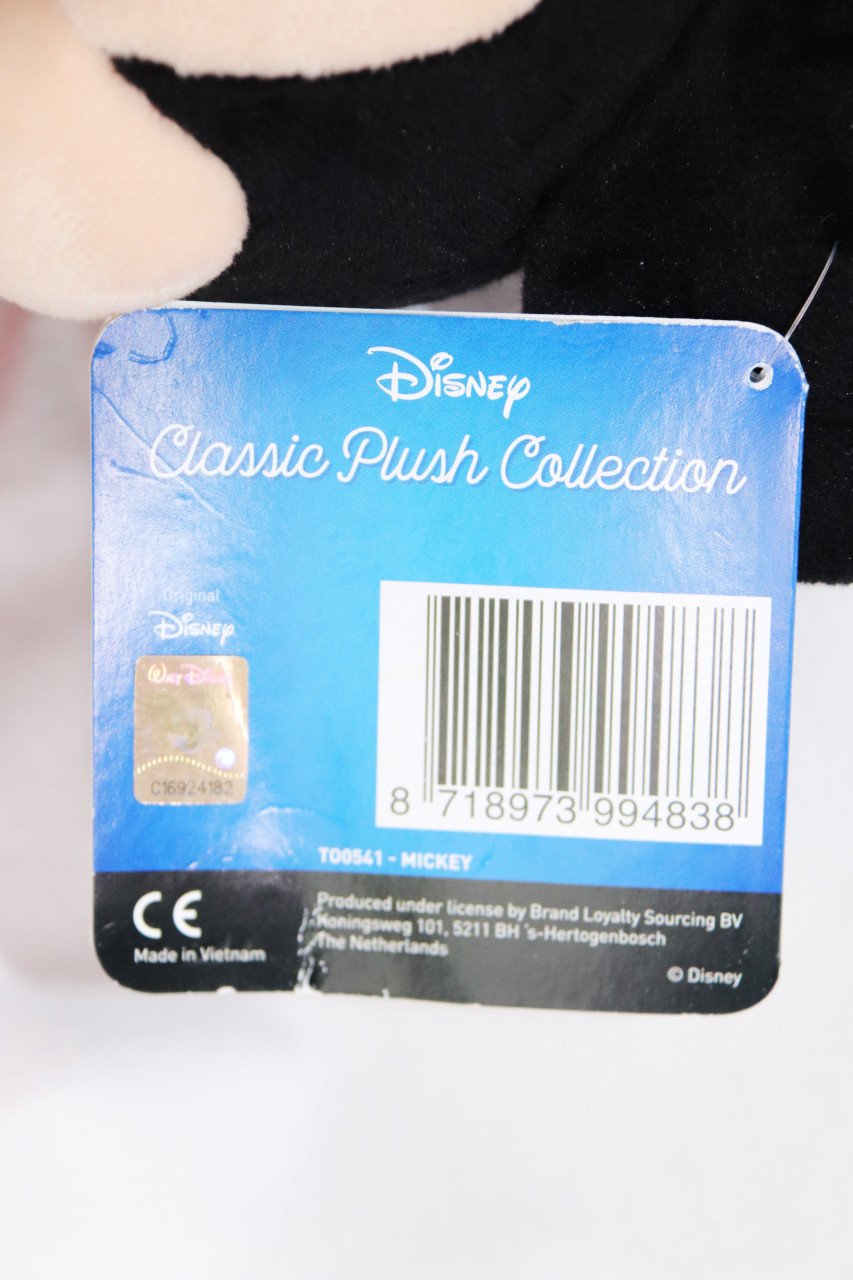 Disney
Classic Plush Collection
Original
Disney
Walt Disney
C16924182
8 718973 994838
T00541 - MICKEY
CE
Made in Vietnam
Produced under license by Brand Loyalty Sourcing BV
Koningsweg 101, 5211 BH 's-Hertogenbosch
The Netherlands
© Disney